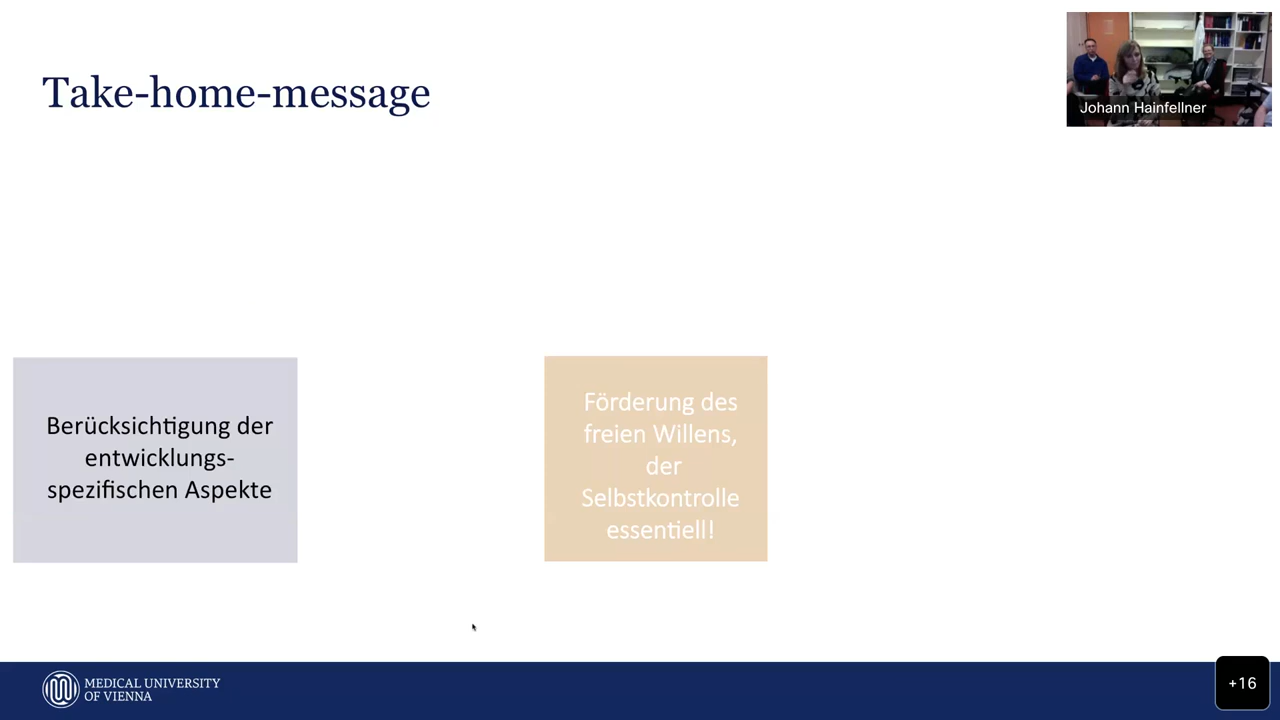 Take-home-message
Johann Hainfellner
Berücksichtigung der
entwicklungs-
spezifischen Aspekte
Förderung des
freien Willens,
der
Selbstkontrolle
essentiell!
MEDICAL UNIVERSITY
OF VIENNA
+16